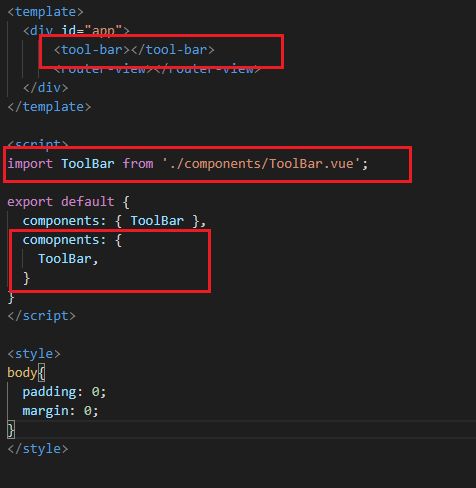 <template>
<div id="app">
<tool-bar></tool-bar>
<router-view></router-view>
</div>
</template>
<script>
import ToolBar from './components/ToolBar.vue';
export default {
components: { ToolBar },
comopnents: {
ToolBar,
}
}
</script>
<style>
body{
padding: 0;
margin: 0;
}
</style>